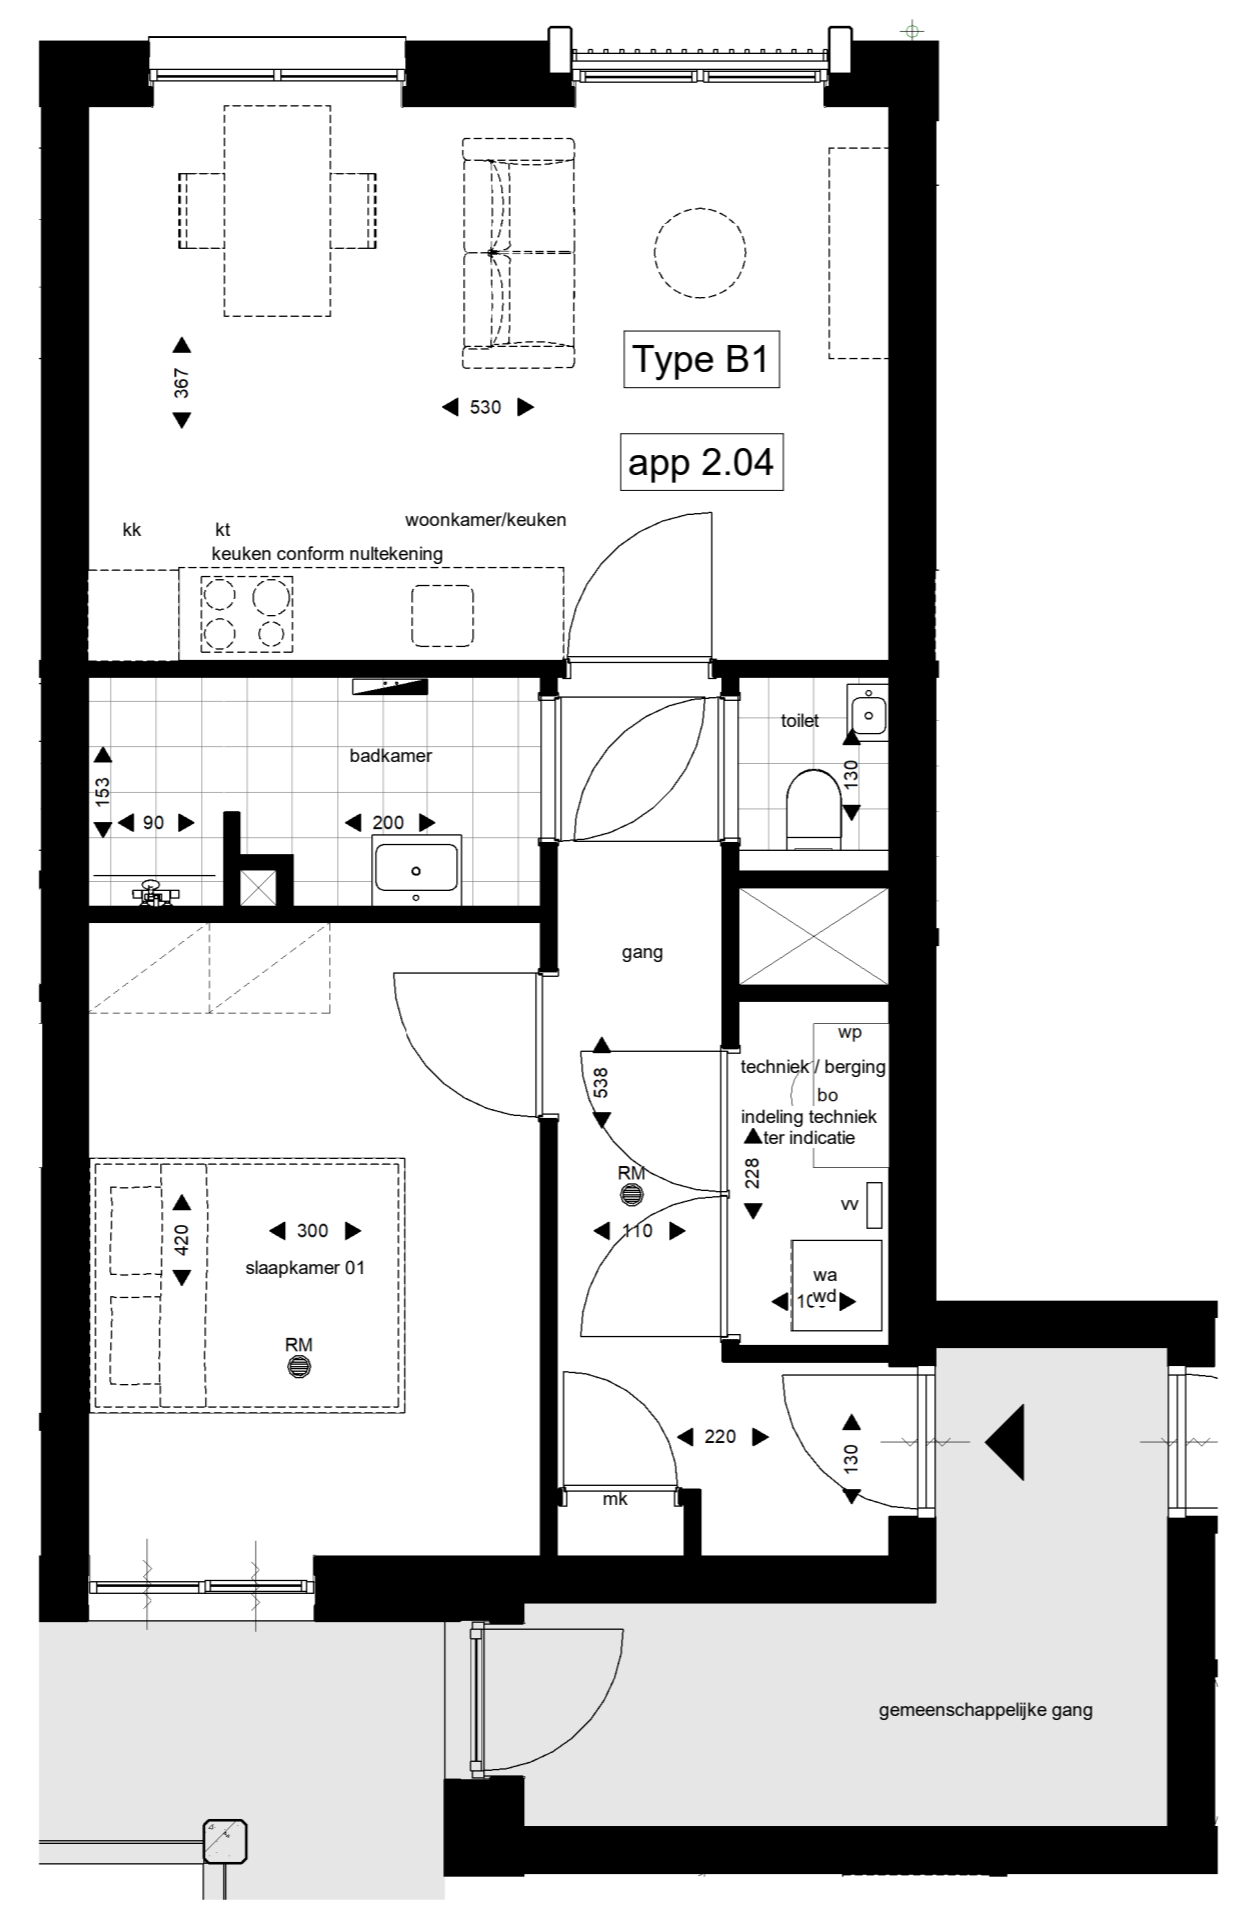 Type B1
367
530
app 2.04
woonkamer/keuken
kk
kt
keuken conform nultekening
toilet
badkamer
130
153
90
200
gang
wp
techniek / berging
bo
indeling techniek
ter indicatie
538
228
RM
vv
110
420
300
slaapkamer 01
wa
wd
RM
220
130
mk
gemeenschappelijke gang